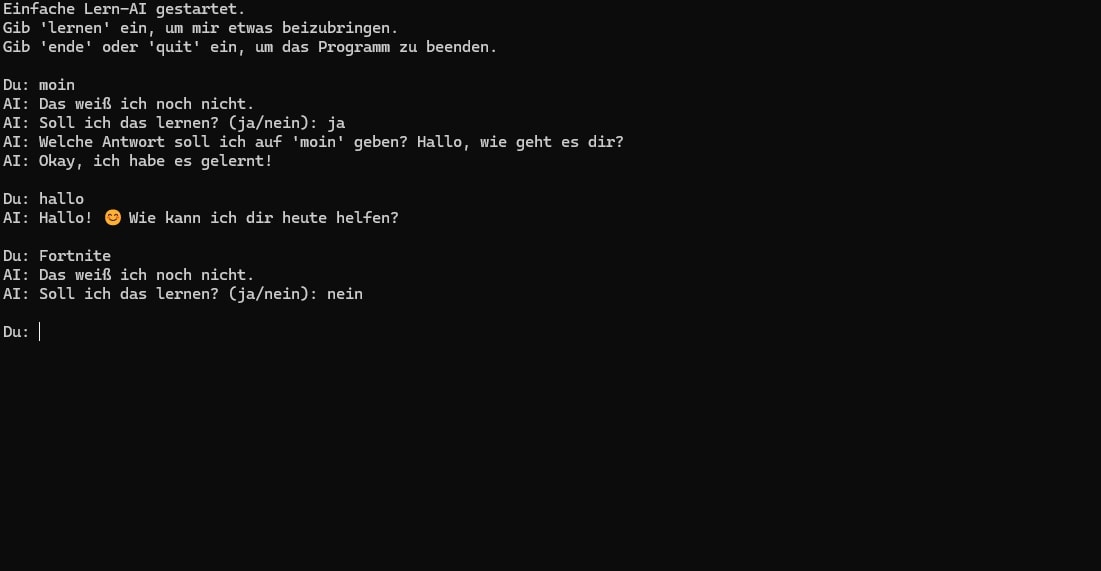 Einfache Lern-AI gestartet.
Gib 'lernen' ein, um mir etwas beizubringen.
Gib 'ende' oder 'quit' ein, um das Programm zu beenden.
Du: moin
AI: Das weiß ich noch nicht.
AI: Soll ich das lernen? (ja/nein): ja
AI: Welche Antwort soll ich auf 'moin' geben? Hallo, wie geht es dir?
AI: Okay, ich habe es gelernt!
Du: hallo
AI: Hallo! 😊 Wie kann ich dir heute helfen?
Du: Fortnite
AI: Das weiß ich noch nicht.
AI: Soll ich das lernen? (ja/nein): nein
Du: